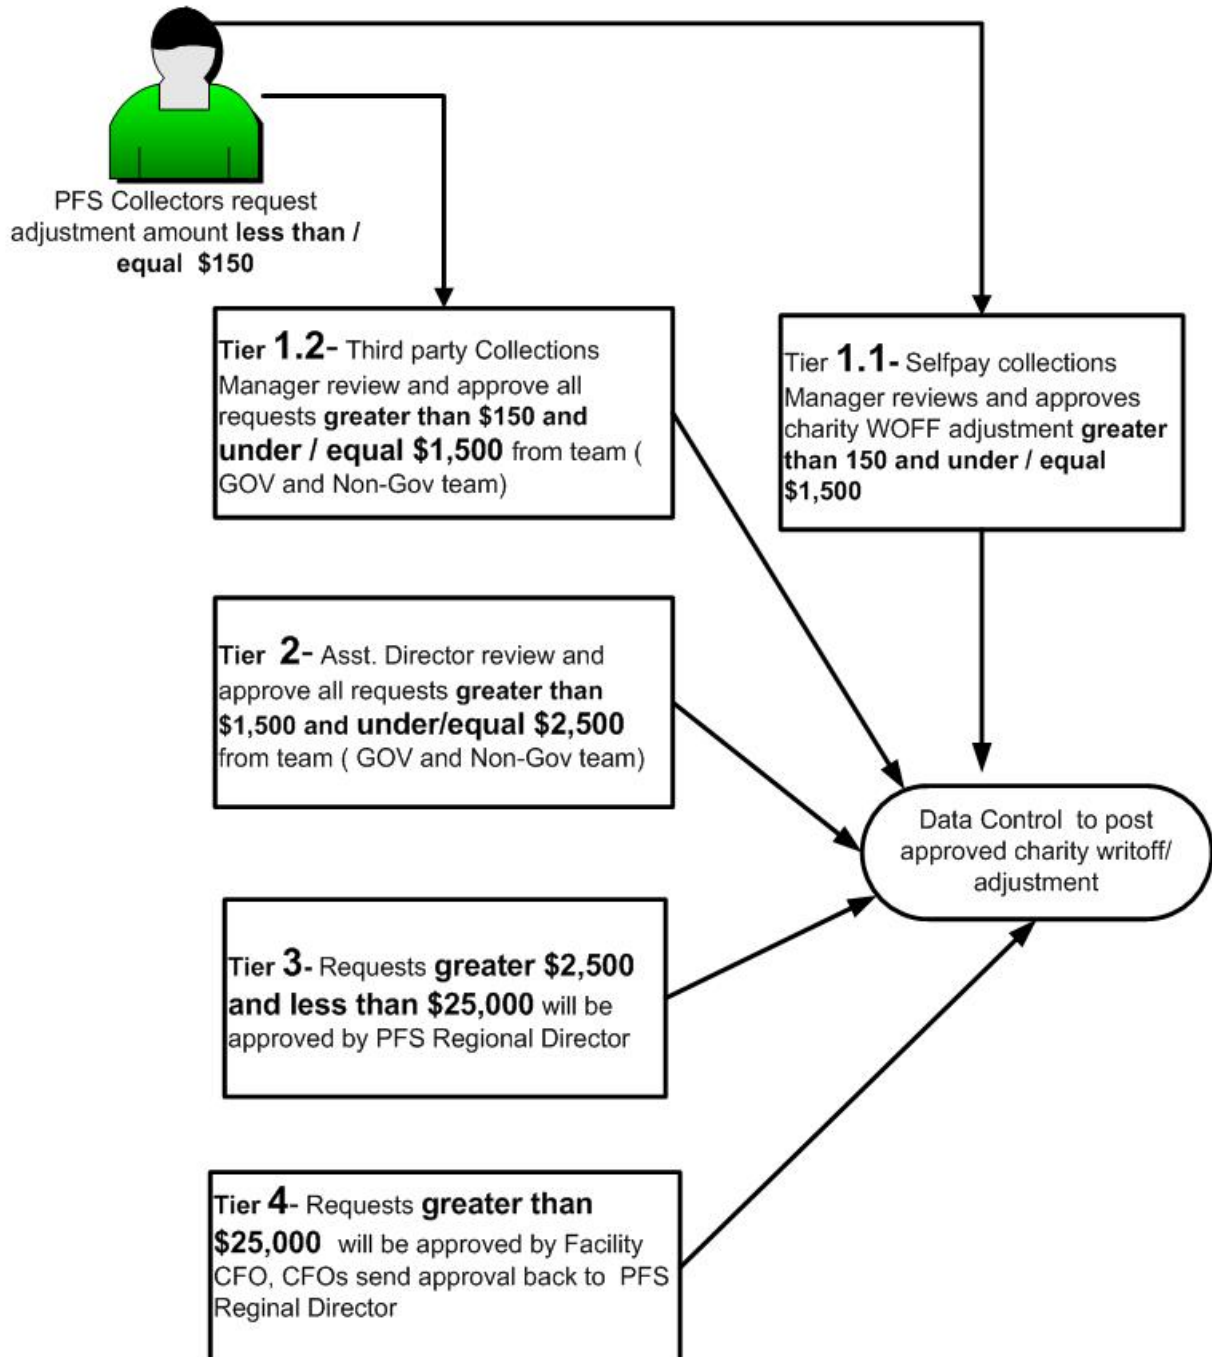 PFS Collectors request
adjustment amount less than /
equal  $150
Tier 1.2- Third party Collections
Manager review and approve all
requests greater than $150 and
under / equal $1,500 from team (
GOV and Non-Gov team)
Tier 1.1- Selfpay collections
Manager reviews and approves
charity WOFF adjustment greater
than 150 and under / equal
$1,500
Tier  2- Asst. Director review and
approve all requests greater than
$1,500 and under/equal $2,500
from team ( GOV and Non-Gov team)
Data Control  to post
approved charity writoff/
adjustment
Tier 3- Requests greater $2,500
and less than $25,000 will be
approved by PFS Regional Director
Tier 4- Requests greater than
$25,000  will be approved by Facility
CFO, CFOs send approval back to  PFS
Reginal Director